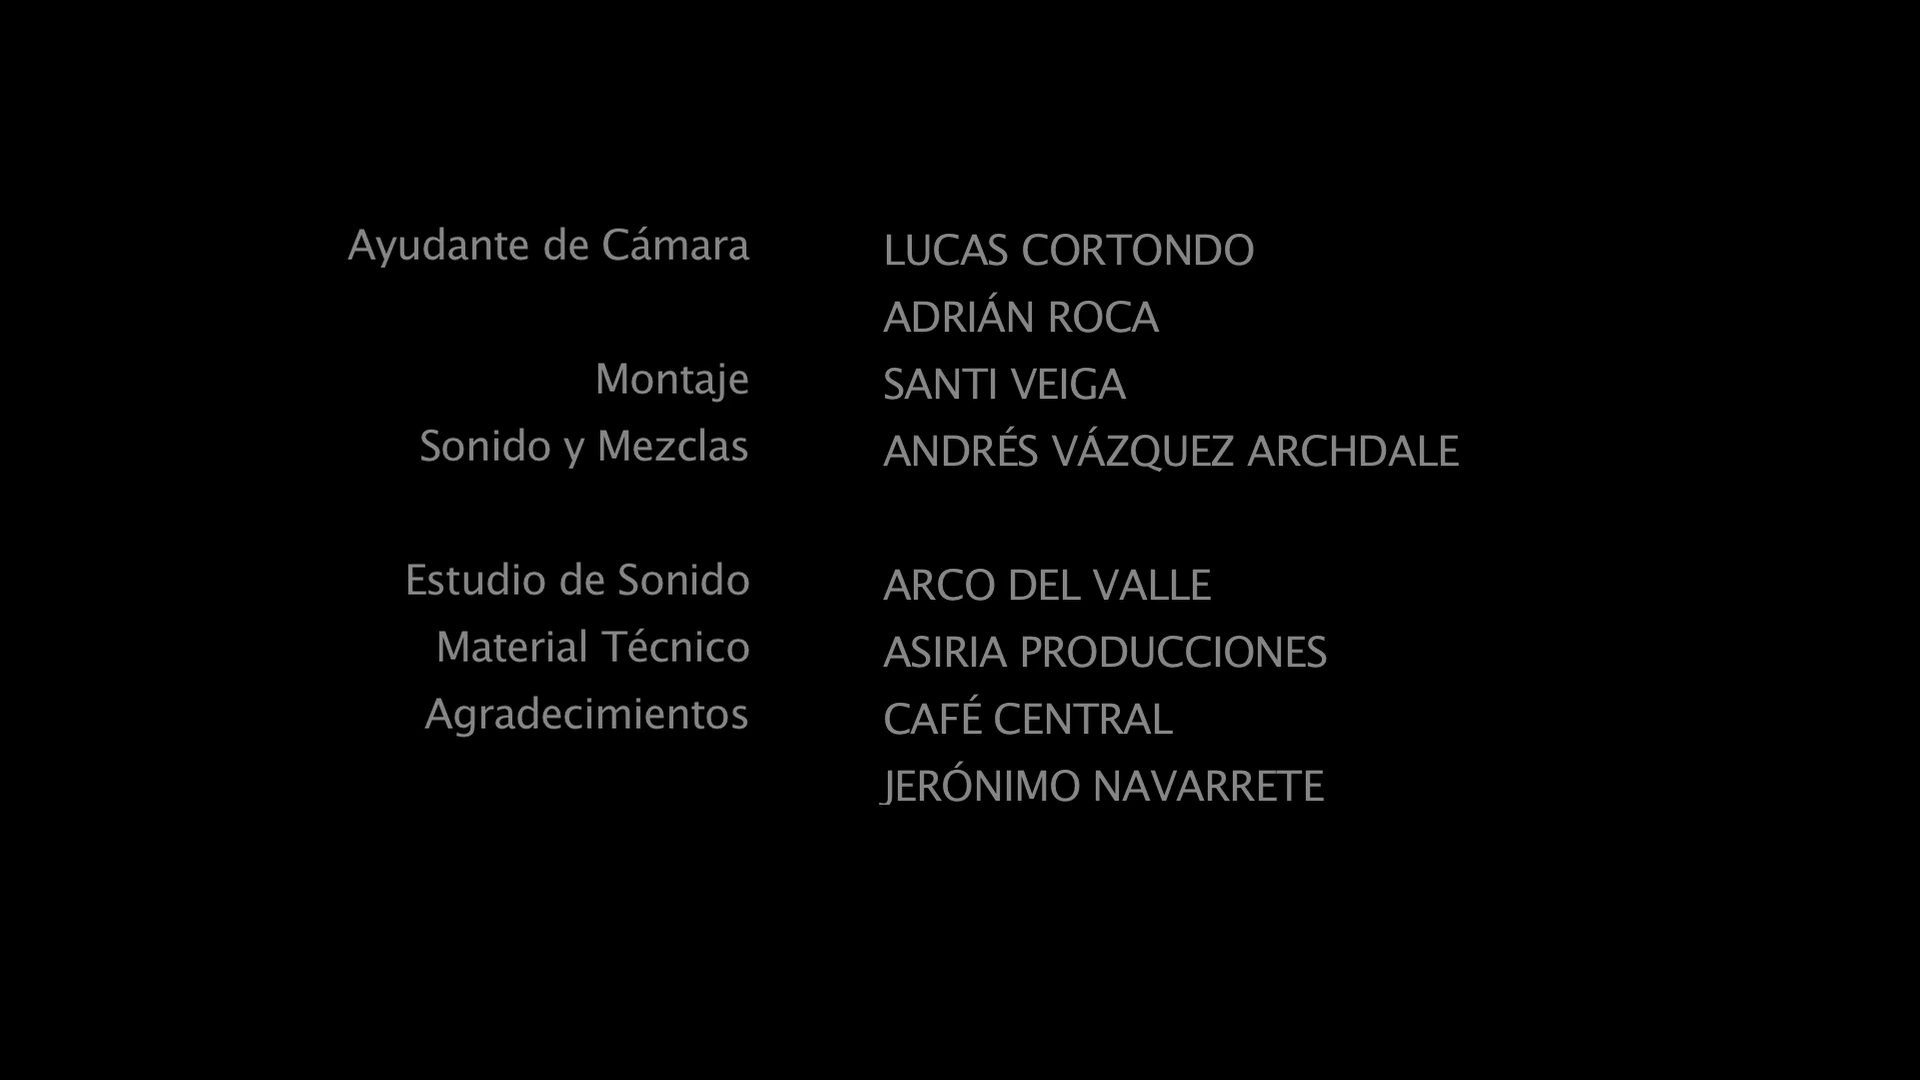 Ayudante de Cámara LUCAS CORTONDO
ADRIÁN ROCA
Montaje SANTI VEIGA
Sonido y Mezclas ANDRÉS VÁZQUEZ ARCHDALE
Estudio de Sonido ARCO DEL VALLE
Material Técnico ASIRIA PRODUCCIONES
Agradecimientos CAFÉ CENTRAL
JERÓNIMO NAVARRETE